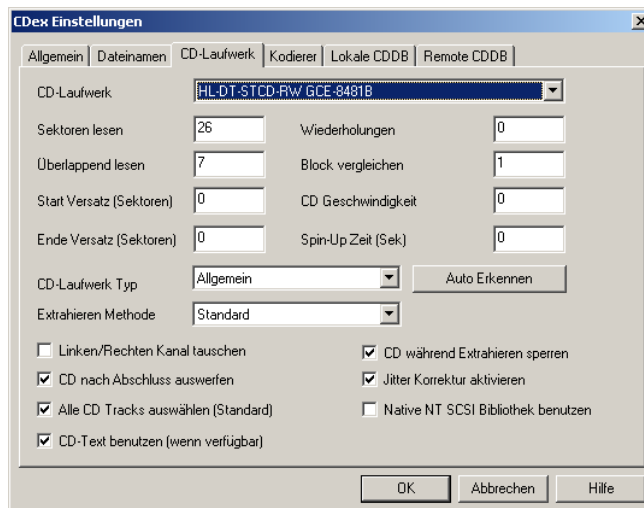 CDex Einstellungen
Allgemein Dateinamen CD-Laufwerk Kodierer Lokale CDDB Remote CDDB
CD-Laufwerk HL-DT-STCD-RW GCE-8481B
Sektoren lesen 26 Wiederholungen 0
Überlappend lesen 7 Block vergleichen 1
Start Versatz (Sektoren) 0 CD Geschwindigkeit 0
Ende Versatz (Sektoren) 0 Spin-Up Zeit (Sek) 0
CD-Laufwerk Typ Allgemein Auto Erkennen
Extrahieren Methode Standard
Linken/Rechten Kanal tauschen CD während Extrahieren sperren
CD nach Abschluss auswerfen Jitter Korrektur aktivieren
Alle CD Tracks auswählen (Standard) Native NT SCSI Bibliothek benutzen
CD-Text benutzen (wenn verfügbar)
OK Abbrechen Hilfe